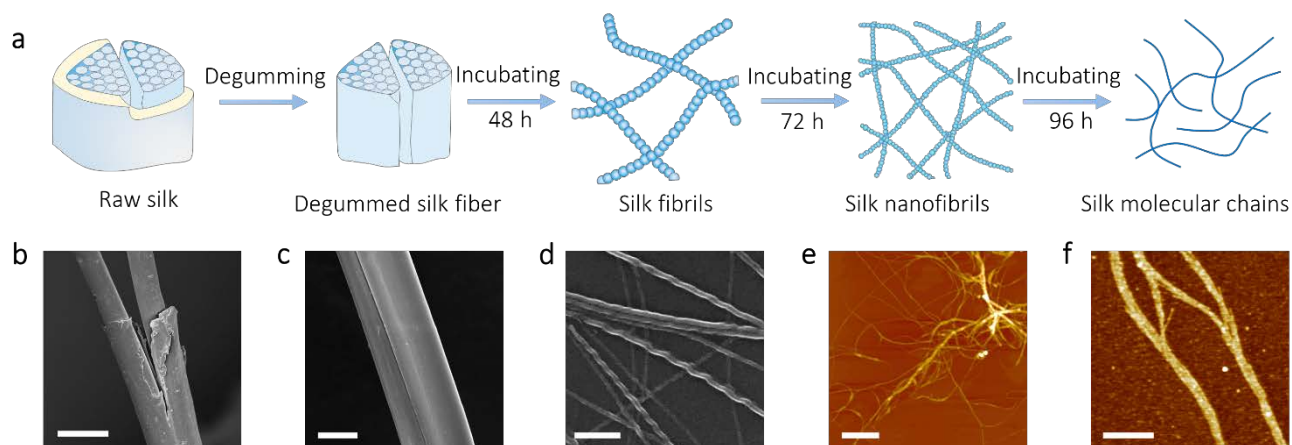 a
Degumming
Incubating
48 h
Incubating
72 h
Incubating
96 h
Raw silk
Degummed silk fiber
Silk fibrils
Silk nanofibrils
Silk molecular chains
b
c
d
e
f